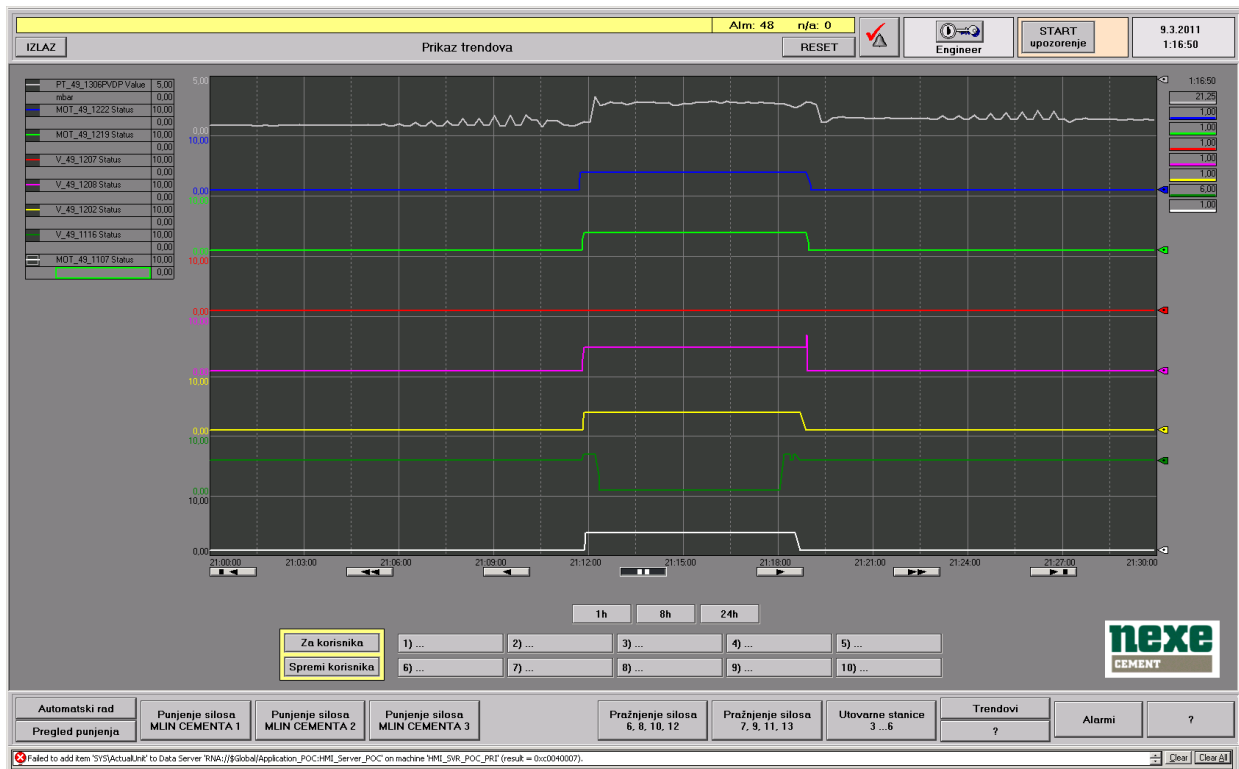 Alm: 48 n/a: 0
IZLAZ
Prikaz trendova
RESET
Engineer
START
upozorenje
9.3.2011
1:16:50
PT_49_1306PVDP Value 5,00
mbar 0,00
MOT_49_1222 Status 10,00
0,00
MOT_49_1219 Status 10,00
0,00
V_49_1207 Status 10,00
0,00
V_49_1208 Status 10,00
0,00
V_49_1202 Status 10,00
0,00
V_49_1116 Status 10,00
0,00
MOT_49_1107 Status 10,00
0,00
5,00
0,00
10,00
0,00
10,00
0,00
10,00
0,00
10,00
0,00
10,00
0,00
10,00
0,00
1:16:50
21,25
1,00
1,00
1,00
1,00
1,00
6,00
1,00
21:00:00 21:03:00 21:06:00 21:09:00 21:12:00 21:15:00 21:18:00 21:21:00 21:24:00 21:27:00 21:30:00
1h 8h 24h
Za korisnika 1) ... 2) ... 3) ... 4) ... 5) ...
Spremi korisnika 6) ... 7) ... 8) ... 9) ... 10) ...
nexe
CEMENT
Automatski rad
Pregled punjenja
Punjenje silosa
MLIN CEMENTA 1
Punjenje silosa
MLIN CEMENTA 2
Punjenje silosa
MLIN CEMENTA 3
Pražnjenje silosa
6, 8, 10, 12
Pražnjenje silosa
7, 9, 11, 13
Utovarne stanice
3 ...6
Trendovi
?
Alarmi
?
Failed to add item 'SYS\ActualUnit' to Data Server 'RNA://$Global/Application_POC:HMI_Server_POC' on machine 'HMI_SVR_POC_PRI' (result = 0xc0040007).
Clear Clear All